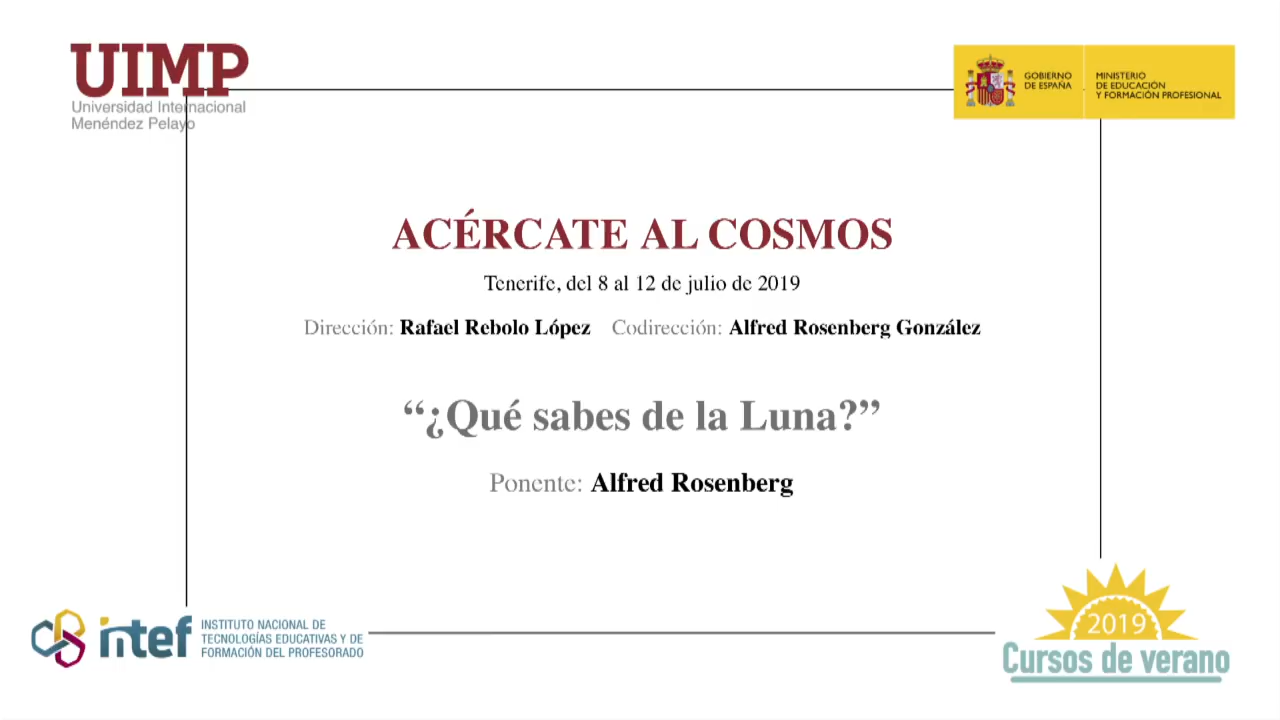 UIMP
Universidad Internacional
Menéndez Pelayo
GOBIERNO
DE ESPAÑA
MINISTERIO
DE EDUCACIÓN
Y FORMACIÓN PROFESIONAL
ACÉRCATE AL COSMOS
Tenerife, del 8 al 12 de julio de 2019
Dirección: Rafael Rebolo López Codirección: Alfred Rosenberg González
“¿Qué sabes de la Luna?”
Ponente: Alfred Rosenberg
intef
INSTITUTO NACIONAL DE
TECNOLOGÍAS EDUCATIVAS Y DE
FORMACIÓN DEL PROFESORADO
2019
Cursos de verano